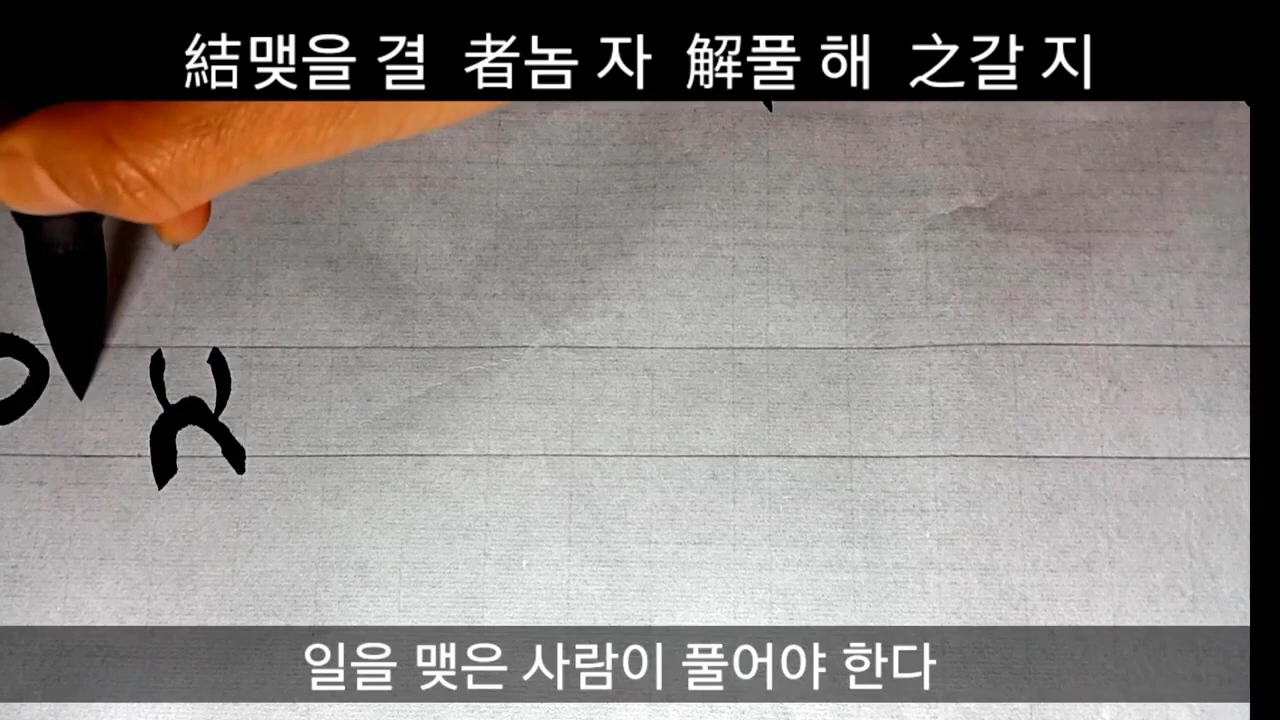 結맺을 결 者놈 자 解풀 해 之갈 지
일을 맺은 사람이 풀어야 한다